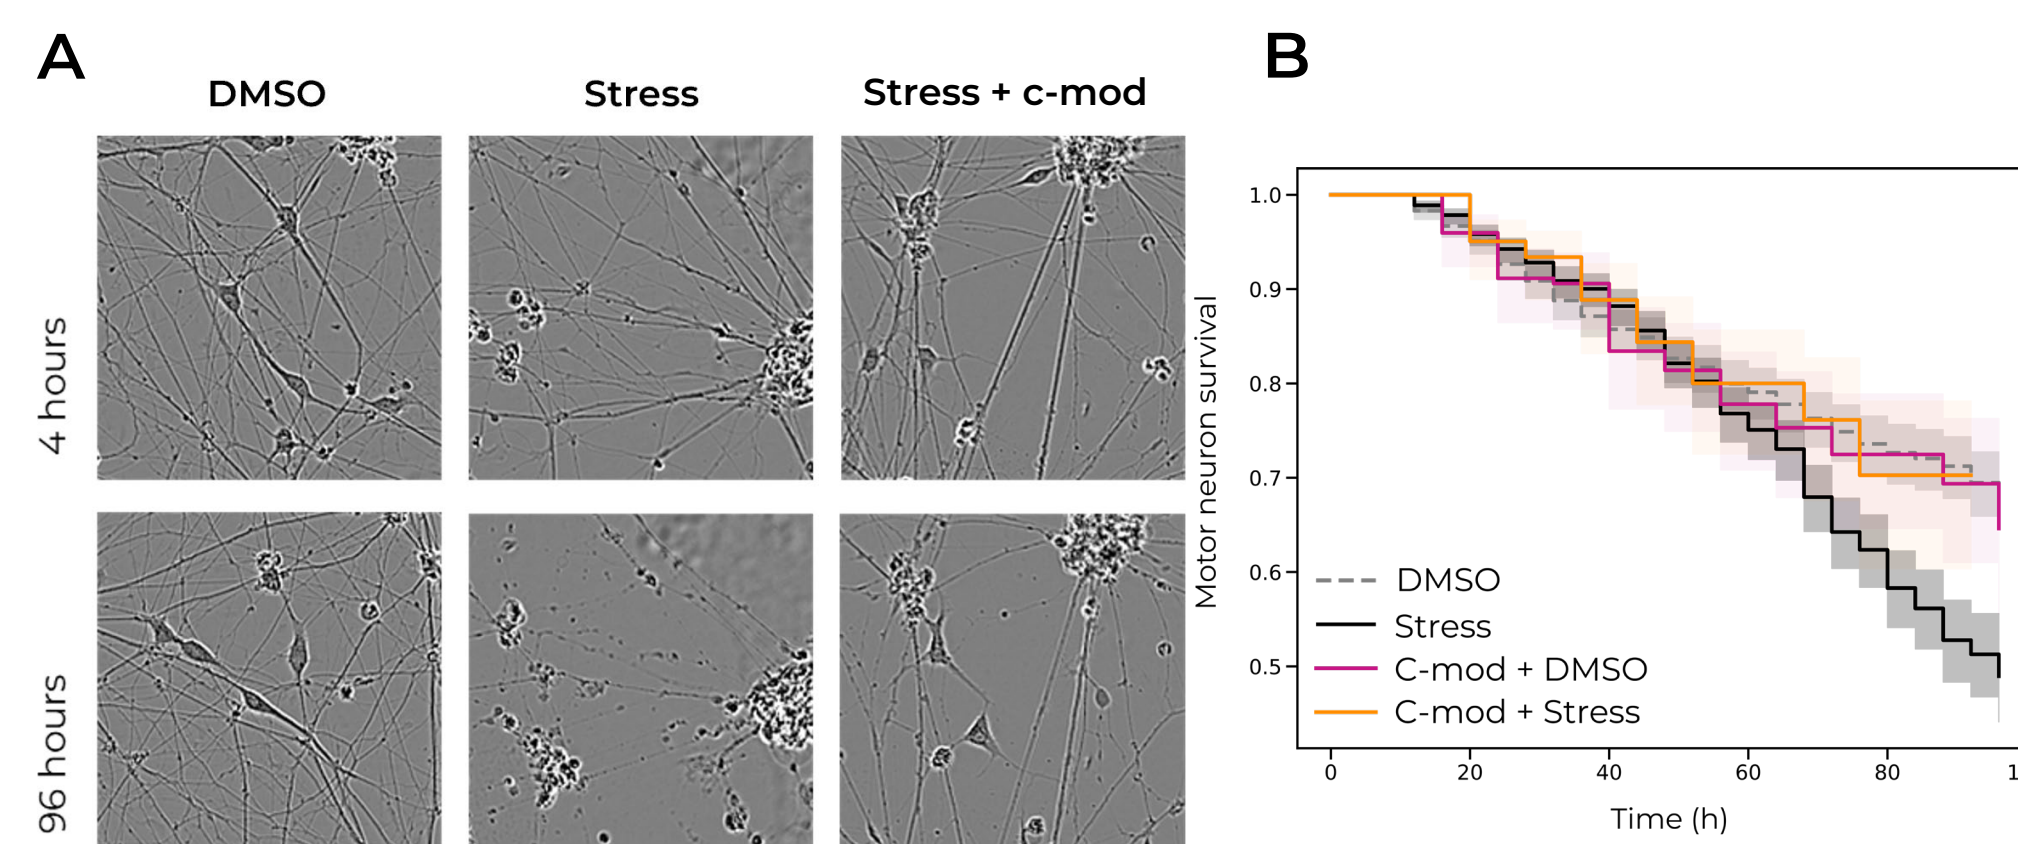 A
B
DMSO
Stress
Stress + c-mod
4 hours
96 hours
Motor neuron survival
1.0
0.9
0.8
0.7
0.6
0.5
DMSO
Stress
C-mod + DMSO
C-mod + Stress
0
20
40
60
80
Time (h)